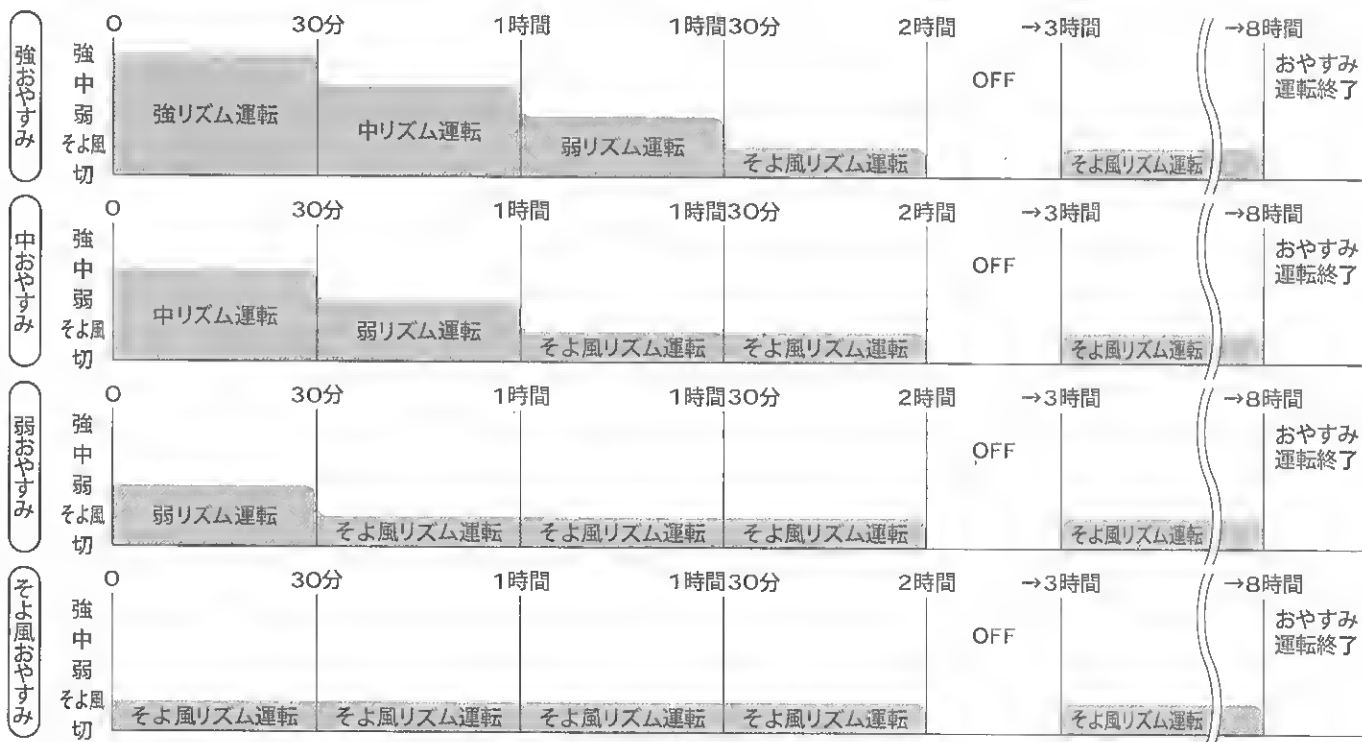 0 30分 1時間 1時間30分 2時間 →3時間 →8時間
強おやすみ
強
中
弱
そよ風
切
強リズム運転
中リズム運転
弱リズム運転
そよ風リズム運転
OFF
そよ風リズム運転
おやすみ
運転終了
0 30分 1時間 1時間30分 2時間 →3時間 →8時間
中おやすみ
強
中
弱
そよ風
切
中リズム運転
弱リズム運転
そよ風リズム運転
そよ風リズム運転
OFF
そよ風リズム運転
おやすみ
運転終了
0 30分 1時間 1時間30分 2時間 →3時間 →8時間
弱おやすみ
強
中
弱
そよ風
切
弱リズム運転
そよ風リズム運転
そよ風リズム運転
そよ風リズム運転
OFF
そよ風リズム運転
おやすみ
運転終了
0 30分 1時間 1時間30分 2時間 →3時間 →8時間
そよ風おやすみ
強
中
弱
そよ風
切
そよ風リズム運転
そよ風リズム運転
そよ風リズム運転
そよ風リズム運転
OFF
そよ風リズム運転
おやすみ
運転終了